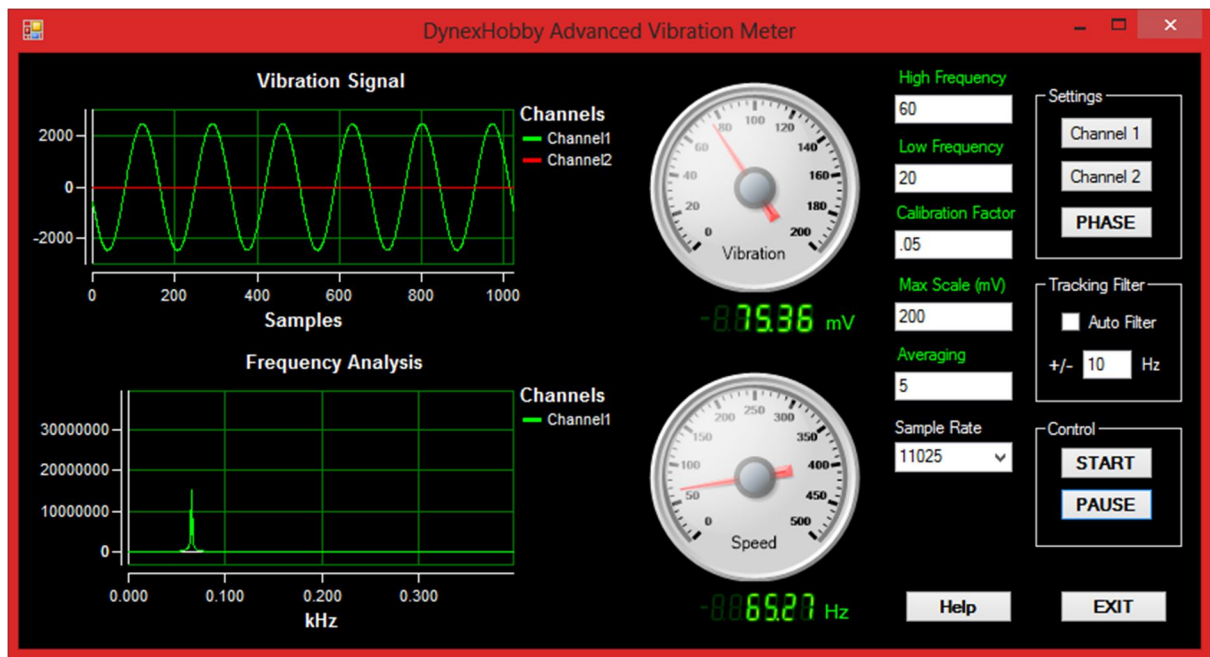 DynexHobby Advanced Vibration Meter
Vibration Signal
2000
0
-2000
0 200 400 600 800 1000
Samples
Channels
Channel1
Channel2
Frequency Analysis
30000000
20000000
10000000
0
0.000 0.100 0.200 0.300
kHz
Channels
Channel1
0 20 40 60 80 100 120 140 160 180 200
Vibration
75.36 mV
0 50 100 150 200 250 300 350 400 450 500
Speed
65.27 Hz
High Frequency
60
Low Frequency
20
Calibration Factor
.05
Max Scale (mV)
200
Averaging
5
Sample Rate
11025
Settings
Channel 1
Channel 2
PHASE
Tracking Filter
Auto Filter
+/- 10 Hz
Control
START
PAUSE
Help
EXIT